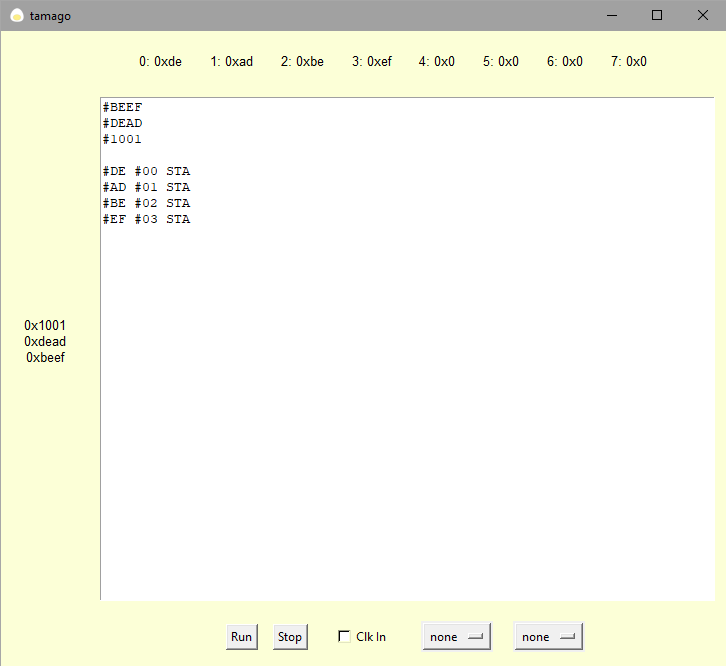 tamago
0: 0xde 1: 0xad 2: 0xbe 3: 0xef 4: 0x0 5: 0x0 6: 0x0 7: 0x0
#BEEF
#DEAD
#1001
#DE #00 STA
#AD #01 STA
#BE #02 STA
#EF #03 STA
0x1001
0xdead
0xbeef
Run Stop Clk In none none